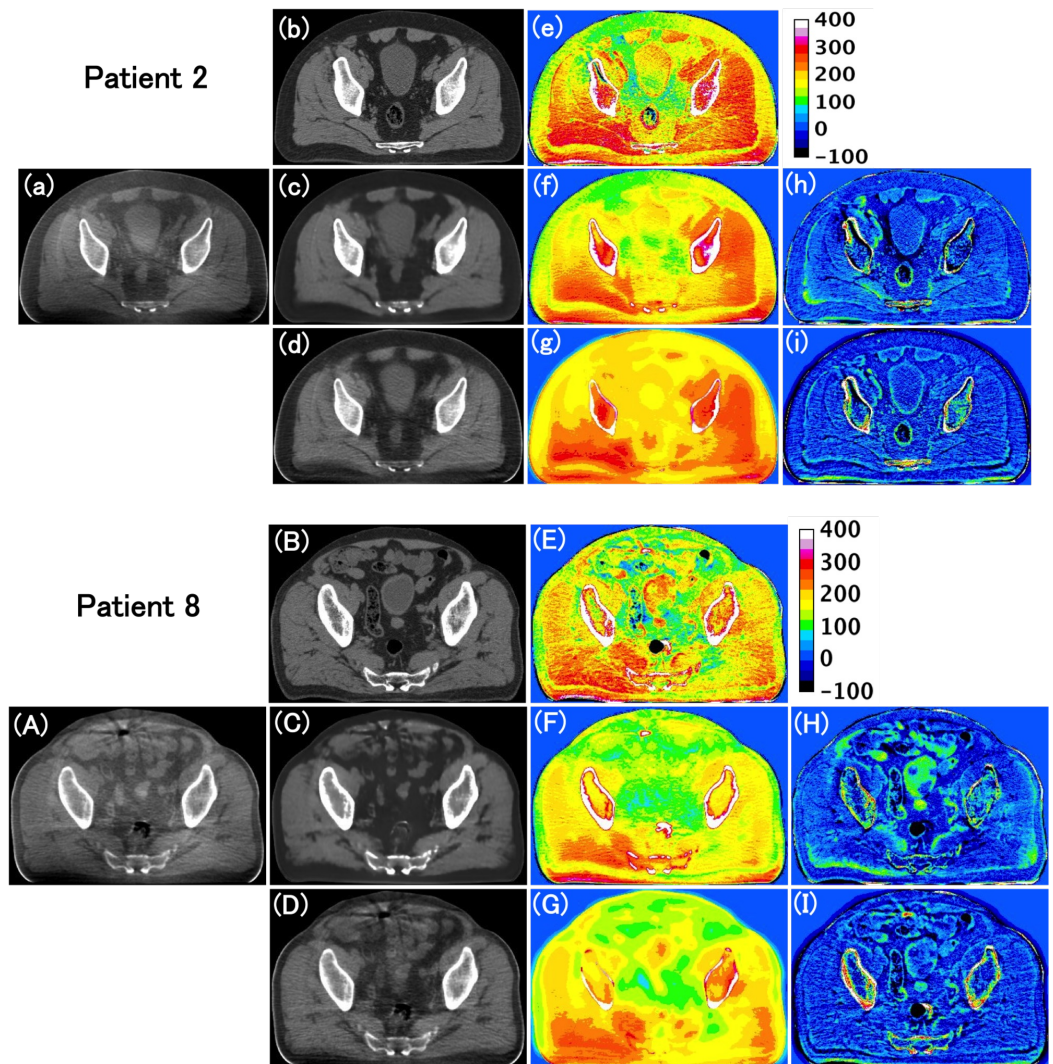 (b)
(e)
400
300
200
100
0
-100
Patient 2
(a)
(c)
(f)
(h)
(d)
(g)
(i)
(B)
(E)
400
300
200
100
0
-100
Patient 8
(A)
(C)
(F)
(H)
(D)
(G)
(I)